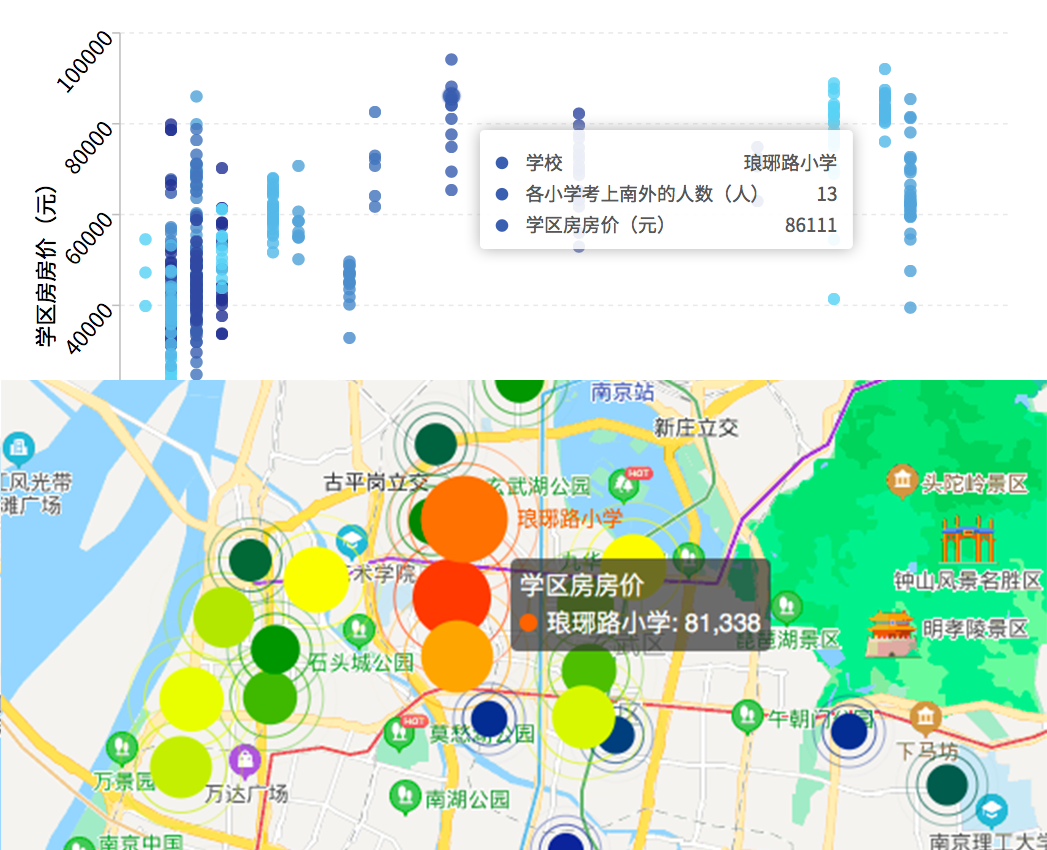 100000
80000
60000
40000
学区房房价（元）
学校 琅琊路小学
各小学考上南外的人数（人） 13
学区房房价（元） 86111
南京站
新庄立交
江风光带
滩广场
古平岗立交
玄武湖公园
HOT
头陀岭景区
琅琊路小学
九华
钟山风景名胜区
艺术学院
学区房房价
琅琊路小学: 81,338
明孝陵景区
琵琶湖景区
玄武区
石头城公园
HOT
莫愁湖公园
午朝门公园
下马坊
万景园
万达广场
南湖公园
南京中国
南京理工大学